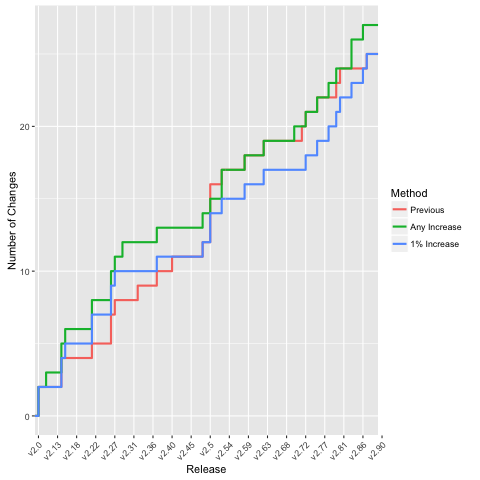 20
10
0
Number of Changes
v2.0 v2.13 v2.18 v2.22 v2.27 v2.31 v2.36 v2.40 v2.45 v2.5 v2.54 v2.59 v2.63 v2.68 v2.72 v2.77 v2.81 v2.86 v2.90
Release
Method
Previous
Any Increase
1% Increase